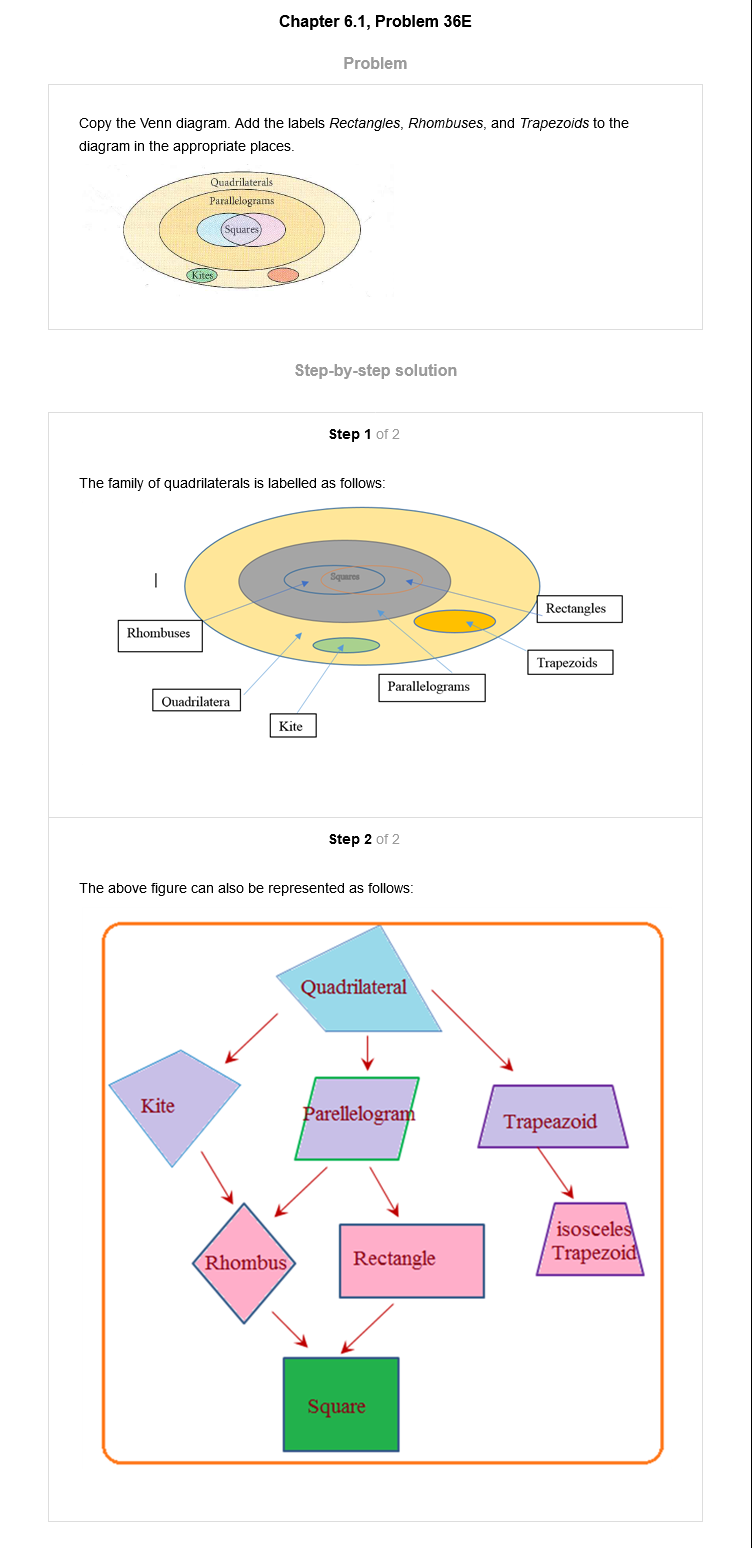 Chapter 6.1, Problem 36E
Problem
Copy the Venn diagram. Add the labels Rectangles, Rhombuses, and Trapezoids to the
diagram in the appropriate places.
Quadrilaterals
Parallelograms
Squares
Kites
Step-by-step solution
Step 1 of 2
The family of quadrilaterals is labelled as follows:
Squares
Rectangles
Rhombuses
Trapezoids
Parallelograms
Quadrilatera
Kite
Step 2 of 2
The above figure can also be represented as follows:
Quadrilateral
Kite
Parellelogram
Trapeazoid
isosceles
Trapezoid
Rhombus
Rectangle
Square